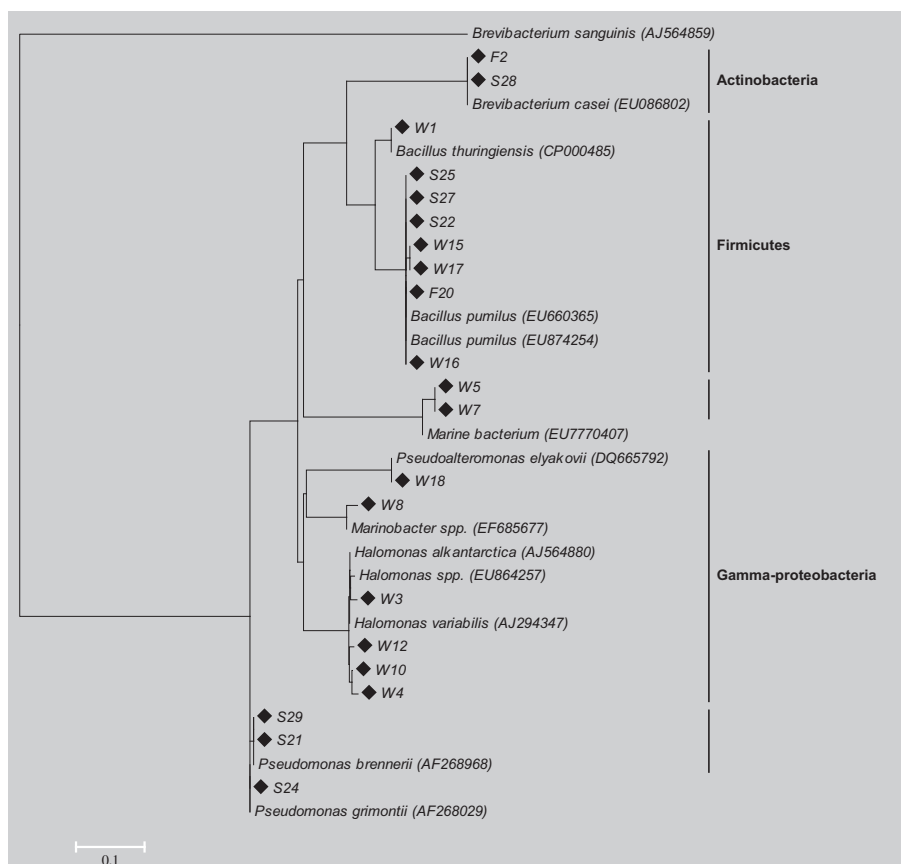 Brevibacterium sanguinis (AJ564859)
F2
S28
Actinobacteria
Brevibacterium casei (EU086802)
W1
Bacillus thuringiensis (CP000485)
S25
S27
S22
W15
Firmicutes
W17
F20
Bacillus pumilus (EU660365)
Bacillus pumilus (EU874254)
W16
W5
W7
Marine bacterium (EU7770407)
Pseudoalteromonas elyakovii (DQ665792)
W18
W8
Marinobacter spp. (EF685677)
Halomonas alkantarctica (AJ564880)
Halomonas spp. (EU864257)
Gamma-proteobacteria
W3
Halomonas variabilis (AJ294347)
W12
W10
W4
S29
S21
Pseudomonas brennerii (AF268968)
S24
Pseudomonas grimontii (AF268029)
0.1